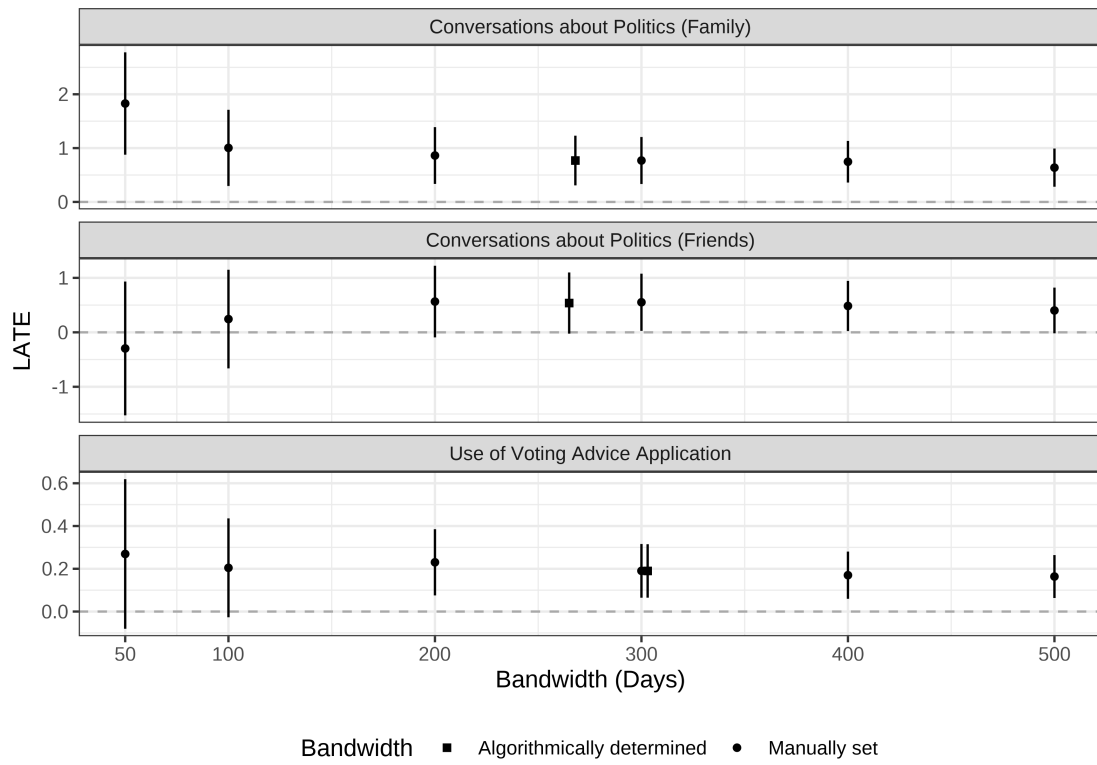 Conversations about Politics (Family)
2
1
0
Conversations about Politics (Friends)
1
0
-1
LATE
Use of Voting Advice Application
0.6
0.4
0.2
0.0
50 100 200 300 400 500
Bandwidth (Days)
Bandwidth Algorithmically determined Manually set